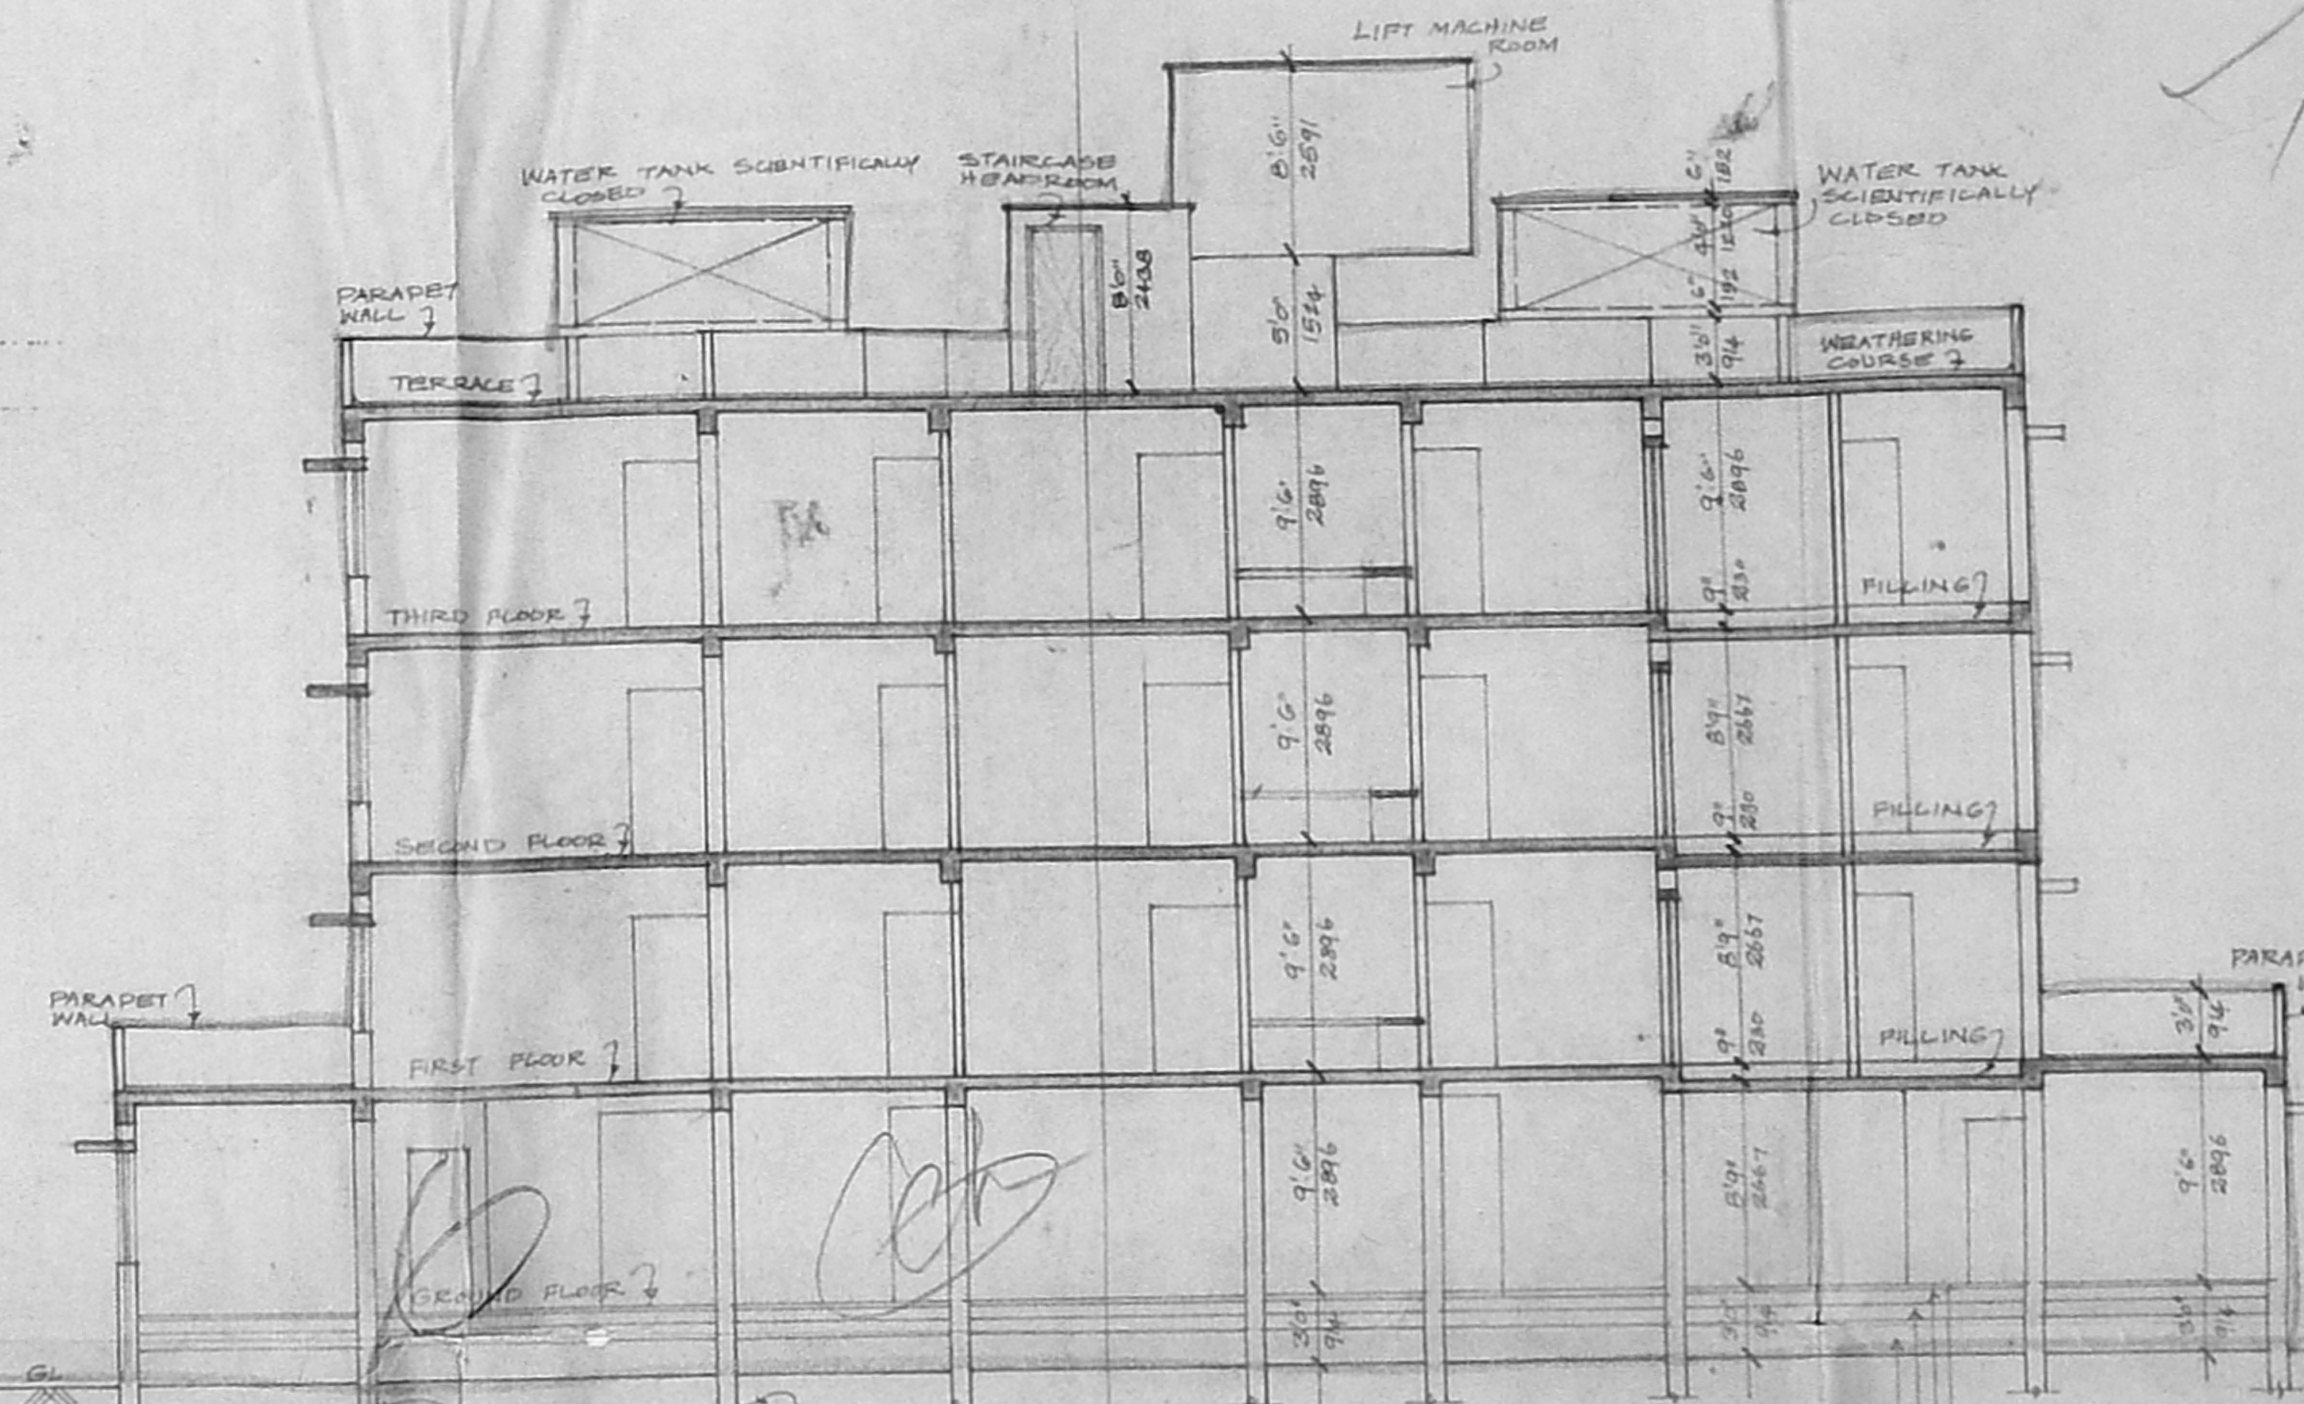 LIFT MACHINE
ROOM
8'6"
2591
WATER TANK SCIENTIFICALLY
CLOSED
STAIRCASE
HEADROOM
6"
152
WATER TANK
SCIENTIFICALLY
CLOSED
8'0"
2438
6"
152
PARAPET
WALL
5'0"
1524
3'0"
914
WEATHERING
COURSE
TERRACE
9'6"
2896
9'6"
2896
9"
230
FILLING
THIRD FLOOR
9'6"
2896
8'9"
2667
9"
230
FILLING
SECOND FLOOR
9'6"
2896
8'9"
2667
9"
230
FILLING
PARAPET
WALL
3'0"
914
FIRST FLOOR
9'6"
2896
8'9"
2667
9'6"
2896
GROUND FLOOR
3'0"
914
3'0"
914
3'0"
914
GL